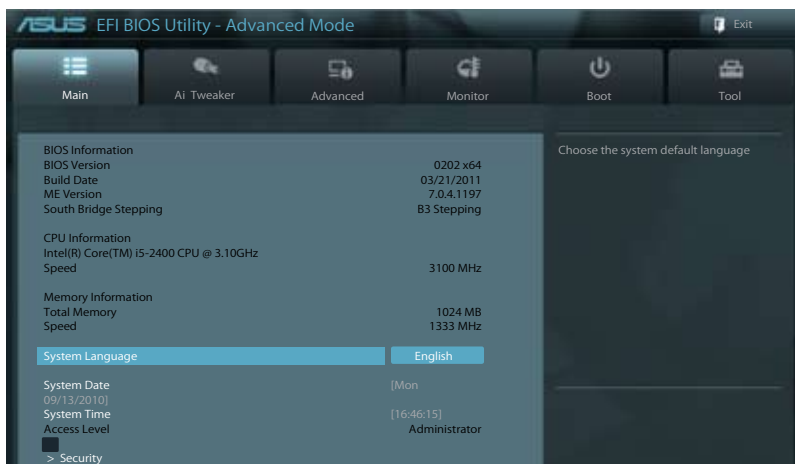 ASUS EFI BIOS Utility - Advanced Mode
Exit
Main
Ai Tweaker
Advanced
Monitor
Boot
Tool
BIOS Information
BIOS Version 0202 x64
Build Date 03/21/2011
ME Version 7.0.4.1197
South Bridge Stepping B3 Stepping
CPU Information
Intel(R) Core(TM) i5-2400 CPU @ 3.10GHz
Speed 3100 MHz
Memory Information
Total Memory 1024 MB
Speed 1333 MHz
System Language English
System Date [Mon
09/13/2010]
System Time [16:46:15]
Access Level Administrator
> Security
Choose the system default language